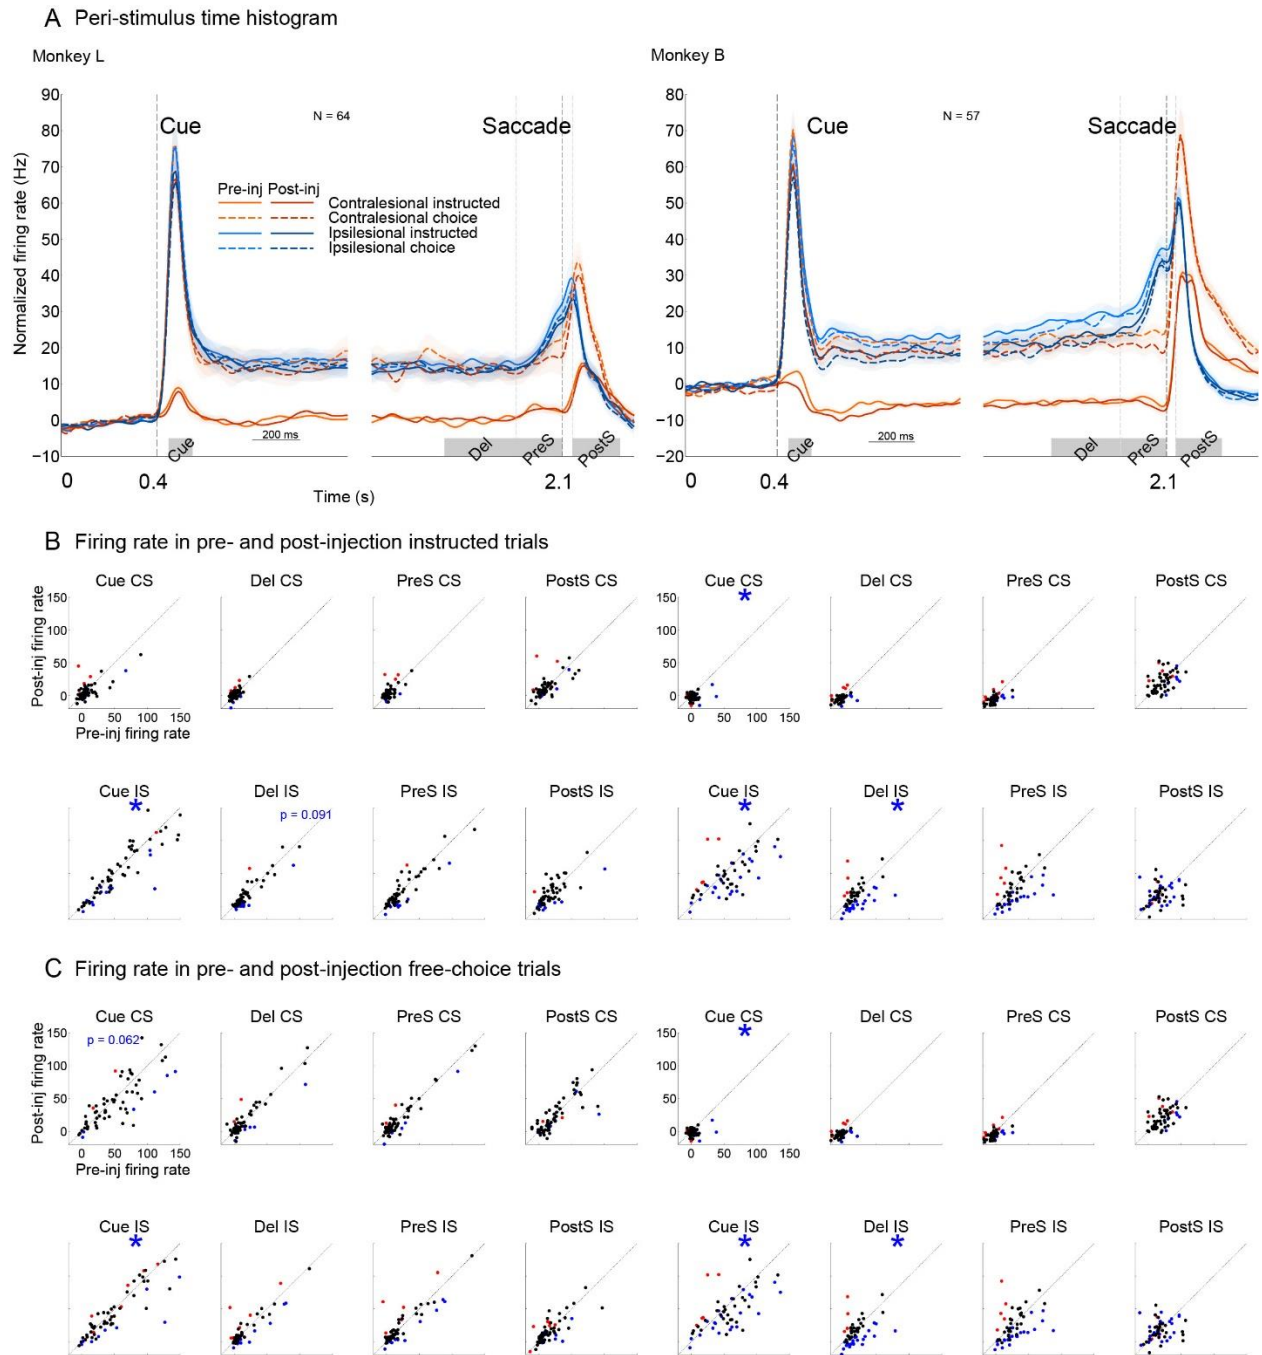 A Peri-stimulus time histogram
Monkey L
Monkey B
90
80
70
60
50
40
30
20
10
0
−10
Normalized firing rate (Hz)
Cue
N = 64
Saccade
Pre-inj Post-inj
Contralesional instructed
Contralesional choice
Ipsilesional instructed
Ipsilesional choice
200 ms
Cue
Del
PreS
PostS
0
0.4
Time (s)
2.1
80
70
60
50
40
30
20
10
0
−10
−20
Cue
N = 57
Saccade
200 ms
Cue
Del
PreS
PostS
0
0.4
2.1
B Firing rate in pre- and post-injection instructed trials
Cue CS
Del CS
PreS CS
PostS CS
Cue CS
Del CS
PreS CS
PostS CS
*
Post-inj firing rate
150
100
50
0
0 50 100 150
Pre-inj firing rate
0 50 100 150
Cue IS
Del IS
PreS IS
PostS IS
Cue IS
Del IS
PreS IS
PostS IS
*
p = 0.091
*
*
C Firing rate in pre- and post-injection free-choice trials
Cue CS
Del CS
PreS CS
PostS CS
Cue CS
Del CS
PreS CS
PostS CS
p = 0.062
*
Post-inj firing rate
150
100
50
0
0 50 100 150
Pre-inj firing rate
0 50 100 150
Cue IS
Del IS
PreS IS
PostS IS
Cue IS
Del IS
PreS IS
PostS IS
*
*
*